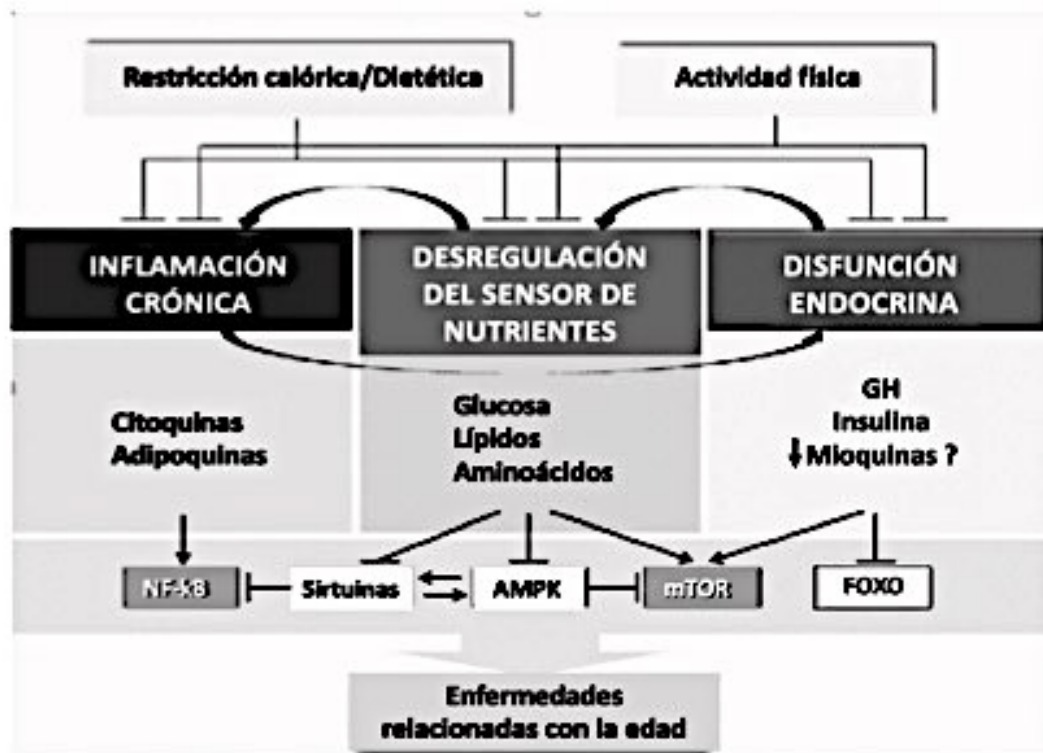 Restricción calórica/Dietética
Actividad física
INFLAMACIÓN
CRÓNICA
DESREGULACIÓN
DEL SENSOR DE
NUTRIENTES
DISFUNCIÓN
ENDOCRINA
Citoquinas
Adipoquinas
Glucosa
Lípidos
Aminoácidos
GH
Insulina
↓ Mioquinas ?
NF-kB
Sirtuinas
AMPK
mTOR
FOXO
Enfermedades
relacionadas con la edad